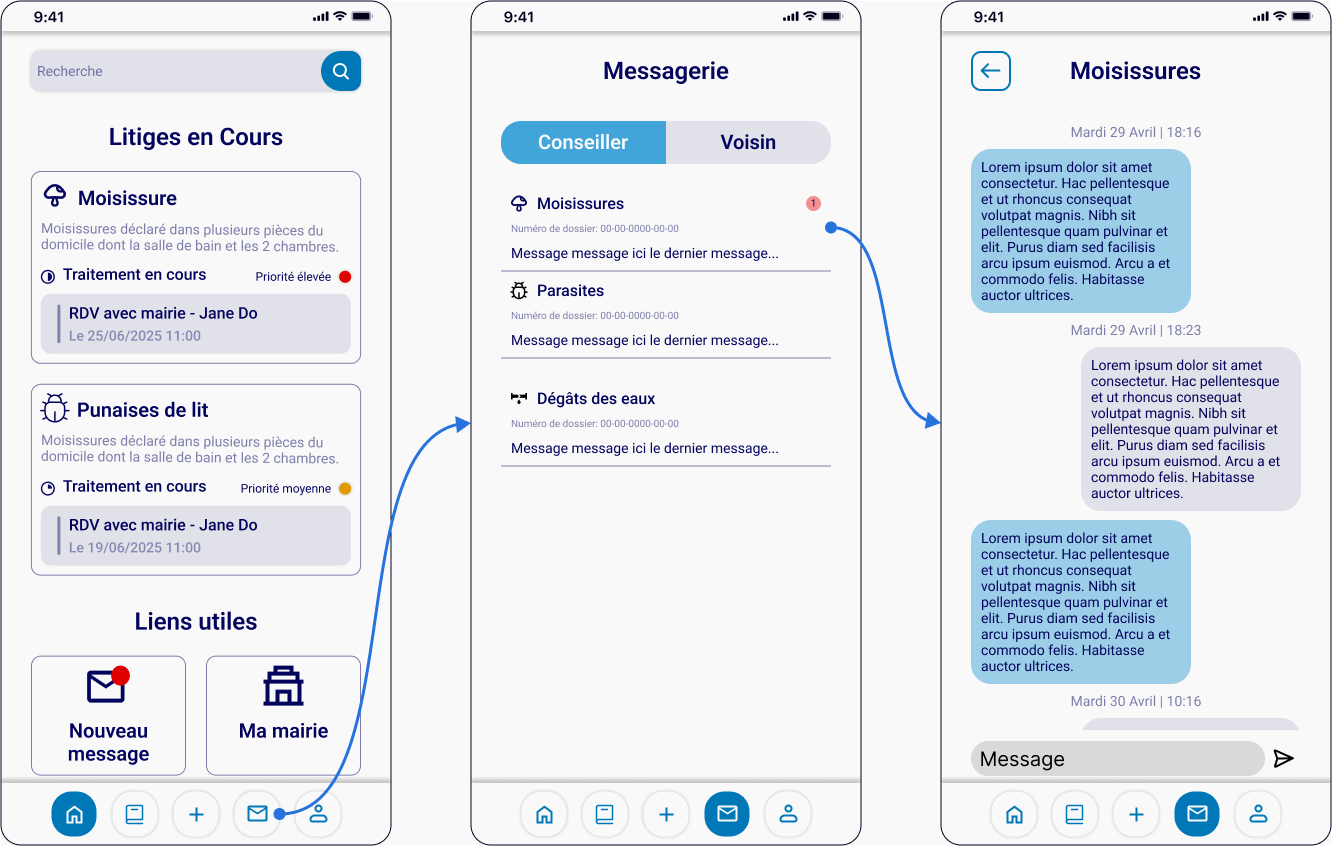 9:41
Recherche
Litiges en Cours
Moisissure
Moisissures déclaré dans plusieurs pièces du
domicile dont la salle de bain et les 2 chambres.
Traitement en cours
Priorité élevée
RDV avec mairie - Jane Do
Le 25/06/2025 11:00
Punaises de lit
Moisissures déclaré dans plusieurs pièces du
domicile dont la salle de bain et les 2 chambres.
Traitement en cours
Priorité moyenne
RDV avec mairie - Jane Do
Le 19/06/2025 11:00
Liens utiles
Nouveau
message
Ma mairie
9:41
Messagerie
Conseiller
Voisin
Moisissures
1
Numéro de dossier: 00-00-0000-00-00
Message message ici le dernier message...
Parasites
Numéro de dossier: 00-00-0000-00-00
Message message ici le dernier message...
Dégâts des eaux
Numéro de dossier: 00-00-0000-00-00
Message message ici le dernier message...
9:41
Moisissures
Mardi 29 Avril | 18:16
Lorem ipsum dolor sit amet
consectetur. Hac pellentesque
et ut rhoncus consequat
volutpat magnis. Nibh sit
pellentesque quam pulvinar et
elit. Purus diam sed facilisis
arcu ipsum euismod. Arcu a et
commodo felis. Habitasse
auctor ultrices.
Mardi 29 Avril | 18:23
Lorem ipsum dolor sit amet
consectetur. Hac pellentesque
et ut rhoncus consequat
volutpat magnis. Nibh sit
pellentesque quam pulvinar et
elit. Purus diam sed facilisis
arcu ipsum euismod. Arcu a et
commodo felis. Habitasse
auctor ultrices.
Lorem ipsum dolor sit amet
consectetur. Hac pellentesque
et ut rhoncus consequat
volutpat magnis. Nibh sit
pellentesque quam pulvinar et
elit. Purus diam sed facilisis
arcu ipsum euismod. Arcu a et
commodo felis. Habitasse
auctor ultrices.
Mardi 30 Avril | 10:16
Message